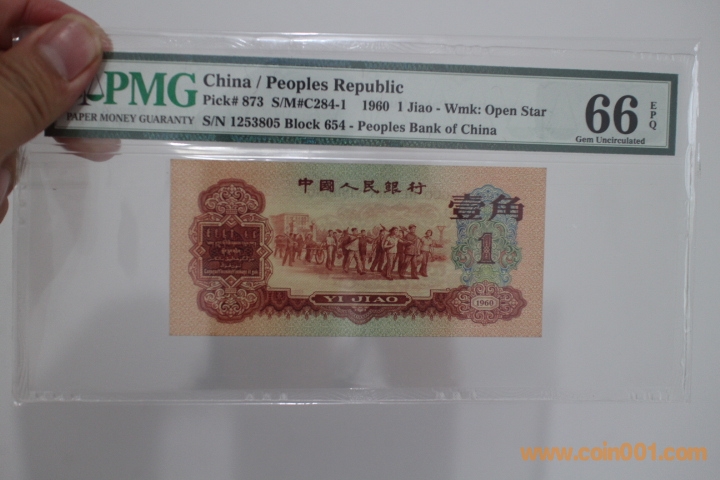 PMG
PAPER MONEY GUARANTY
China / Peoples Republic
Pick# 873 S/M#C284-1 1960 1 Jiao - Wmk: Open Star
S/N 1253805 Block 654 - Peoples Bank of China
66
EPQ
Gem Uncirculated
中國人民銀行
壹角
1
YI JIAO
1960
www.coin001.com